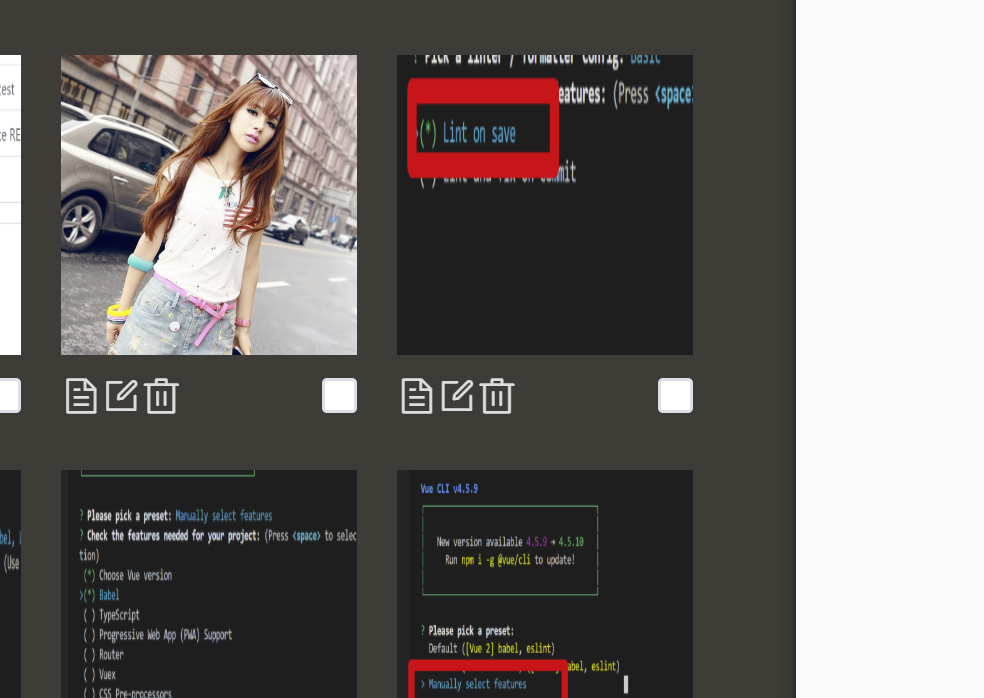 test
te RE
? Pick a linter / formatter config: Basic
eatures: (Press <space>
(*) Lint on save
( ) Lint and fix on commit
(Use
? Please pick a preset: Manually select features
? Check the features needed for your project: (Press <space> to selec
tion)
(*) Choose Vue version
>(*) Babel
( ) TypeScript
( ) Progressive Web App (PWA) Support
( ) Router
( ) Vuex
( ) CSS Pre-processors
Vue CLI v4.5.9
New version available 4.5.9 → 4.5.10
Run npm i -g @vue/cli to update!
? Please pick a preset:
Default ([Vue 2] babel, eslint)
abel, eslint)
> Manually select features